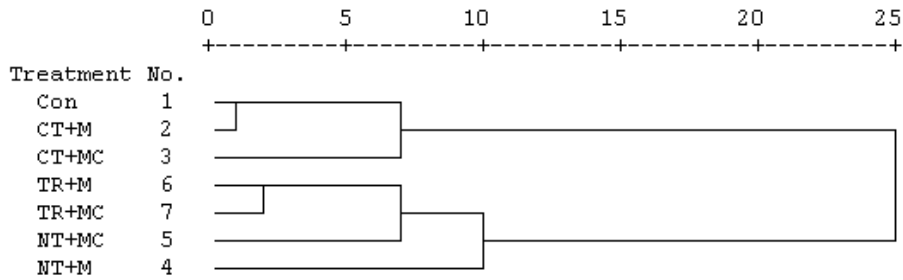 0 5 10 15 20 25
+---------+---------+---------+---------+---------+
Treatment No.
Con 1
CT+M 2
CT+MC 3
TR+M 6
TR+MC 7
NT+MC 5
NT+M 4